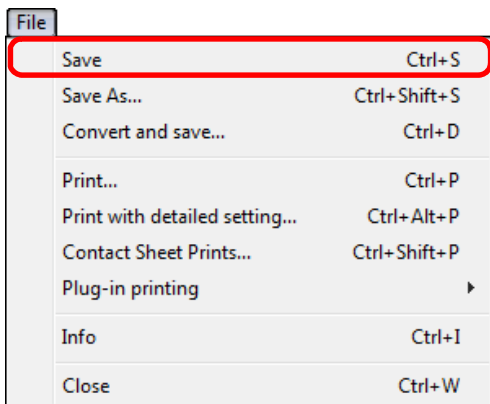 File
Save Ctrl+S
Save As... Ctrl+Shift+S
Convert and save... Ctrl+D
Print... Ctrl+P
Print with detailed setting... Ctrl+Alt+P
Contact Sheet Prints... Ctrl+Shift+P
Plug-in printing
Info Ctrl+I
Close Ctrl+W